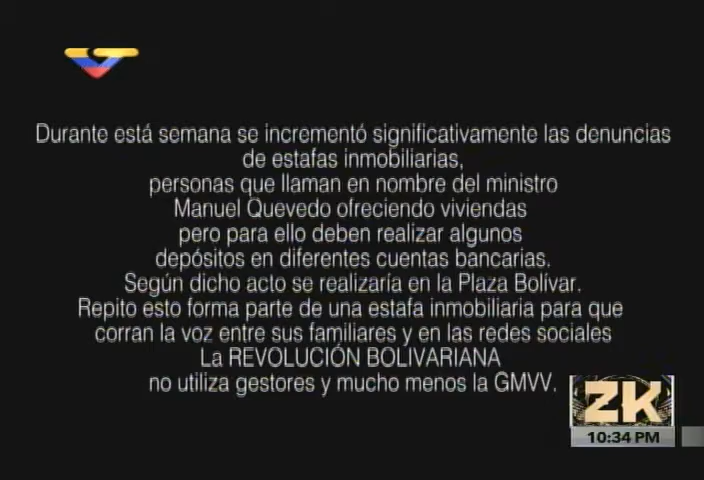 Durante está semana se incrementó significativamente las denuncias
de estafas inmobiliarias,
personas que llaman en nombre del ministro
Manuel Quevedo ofreciendo viviendas
pero para ello deben realizar algunos
depósitos en diferentes cuentas bancarias.
Según dicho acto se realizaría en la Plaza Bolívar.
Repito esto forma parte de una estafa inmobiliaria para que
corran la voz entre sus familiares y en las redes sociales
La REVOLUCIÓN BOLIVARIANA
no utiliza gestores y mucho menos la GMVV.
ZK
10:34 PM